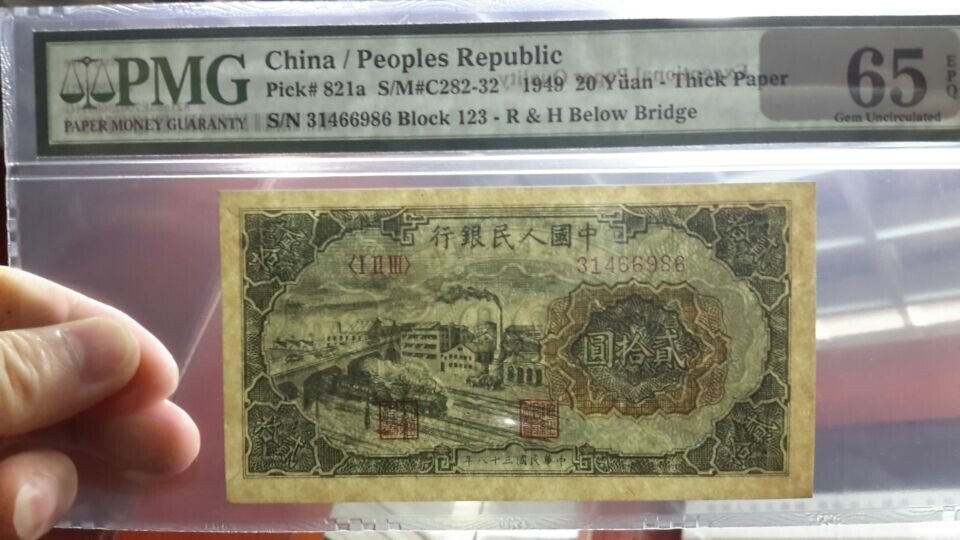 PMG
PAPER MONEY GUARANTY
China / Peoples Republic
Pick# 821a S/M#C282-32 1949 20 Yüan - Thick Paper
S/N 31466986 Block 123 - R & H Below Bridge
65 EPQ
Gem Uncirculated
行銀民人國中
〈I II III〉 31466986
圓拾貳
年八十三國民華中